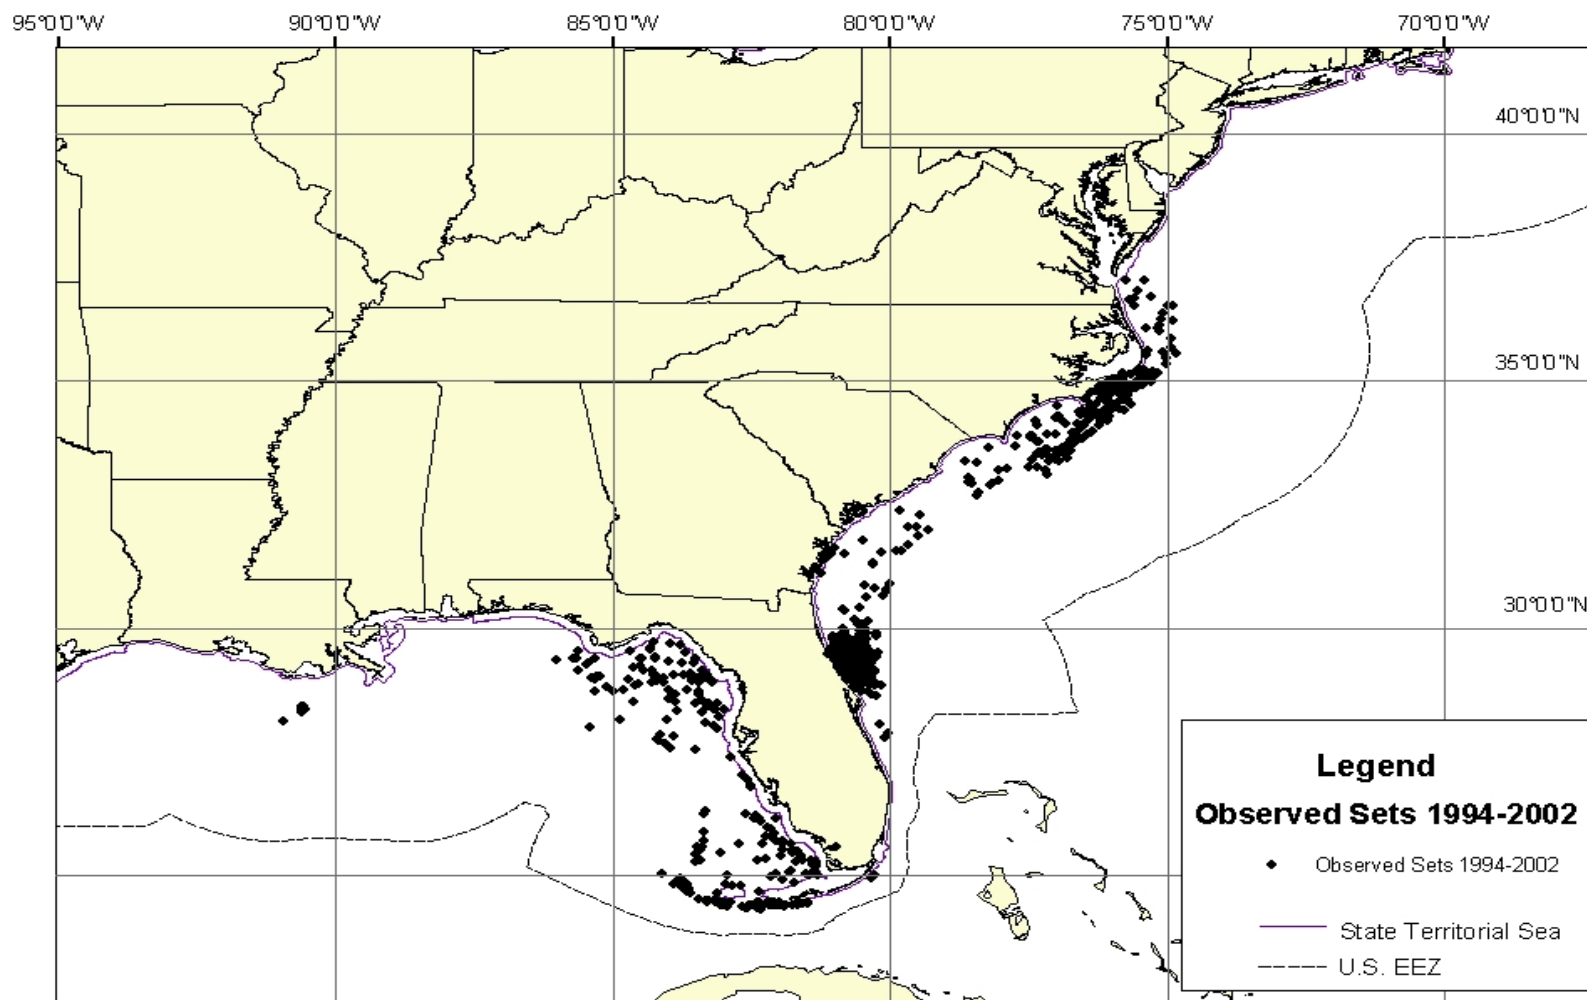 95°0'0"W 90°0'0"W 85°0'0"W 80°0'0"W 75°0'0"W 70°0'0"W
40°0'0"N
35°0'0"N
30°0'0"N
Legend
Observed Sets 1994-2002
Observed Sets 1994-2002
State Territorial Sea
U.S. EEZ